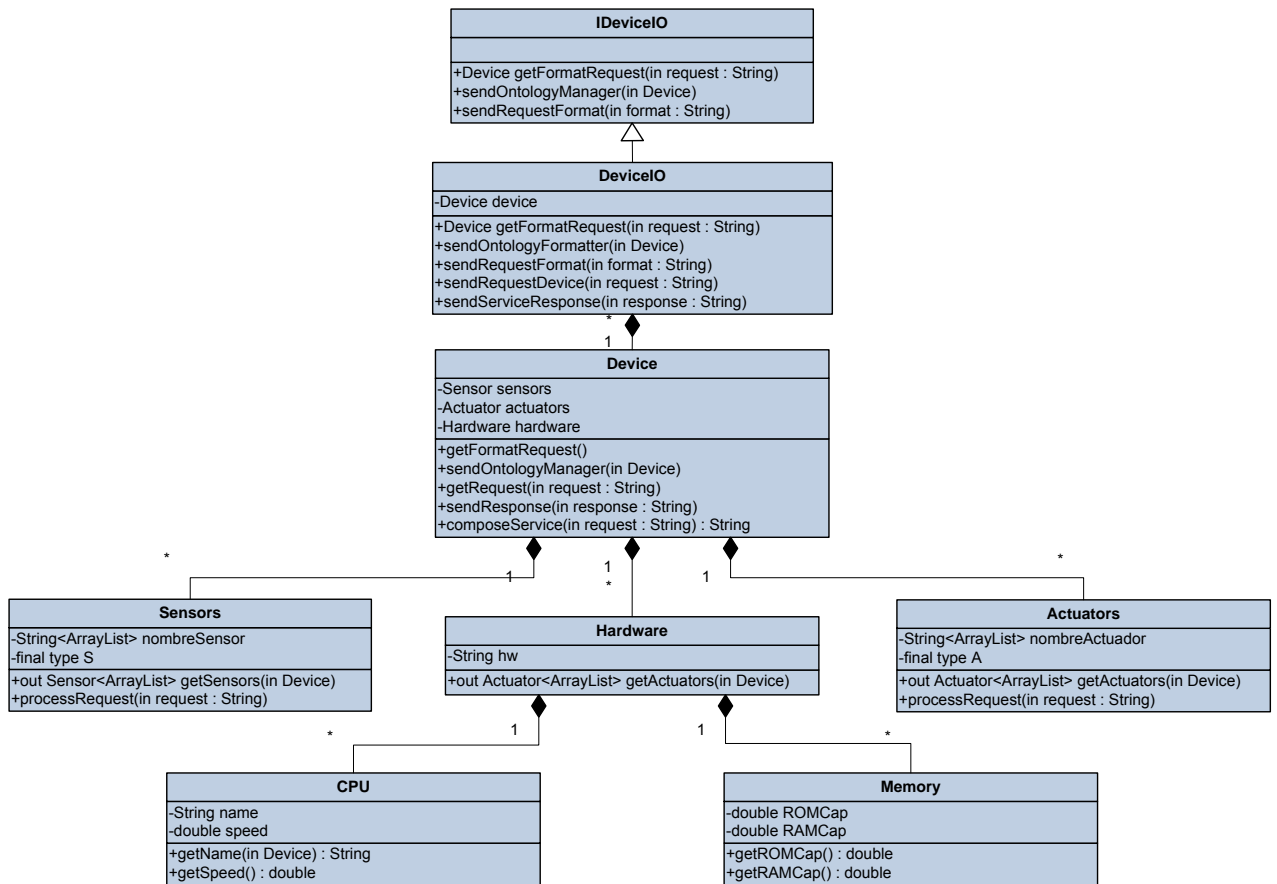 IDeviceIO
+Device getFormatRequest(in request : String)
+sendOntologyManager(in Device)
+sendRequestFormat(in format : String)
DeviceIO
-Device device
+Device getFormatRequest(in request : String)
+sendOntologyFormatter(in Device)
+sendRequestFormat(in format : String)
+sendRequestDevice(in request : String)
+sendServiceResponse(in response : String)
*
1
Device
-Sensor sensors
-Actuator actuators
-Hardware hardware
+getFormatRequest()
+sendOntologyManager(in Device)
+getRequest(in request : String)
+sendResponse(in response : String)
+composeService(in request : String) : String
*
1
1
*
1
*
Sensors
-String<ArrayList> nombreSensor
-final type S
+out Sensor<ArrayList> getSensors(in Device)
+processRequest(in request : String)
Hardware
-String hw
+out Actuator<ArrayList> getActuators(in Device)
Actuators
-String<ArrayList> nombreActuador
-final type A
+out Actuator<ArrayList> getActuators(in Device)
+processRequest(in request : String)
*
1
1
*
CPU
-String name
-double speed
+getName(in Device) : String
+getSpeed() : double
Memory
-double ROMCap
-double RAMCap
+getROMCap() : double
+getRAMCap() : double